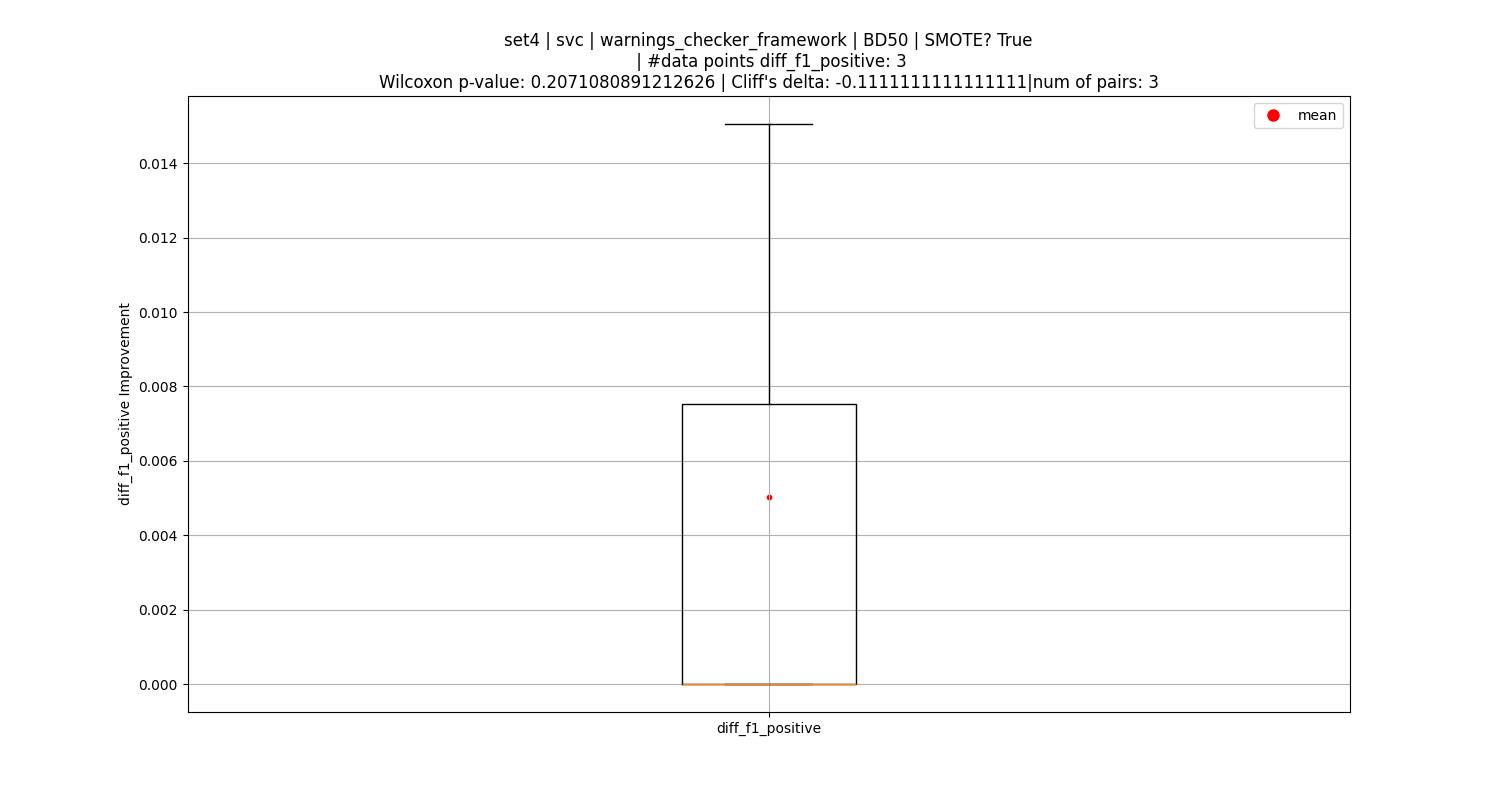 set4 | svc | warnings_checker_framework | BD50 | SMOTE? True
| #data points diff_f1_positive: 3
Wilcoxon p-value: 0.2071080891212626 | Cliff's delta: -0.1111111111111111|num of pairs: 3
mean
0.014
0.012
0.010
0.008
0.006
0.004
0.002
0.000
diff_f1_positive Improvement
diff_f1_positive